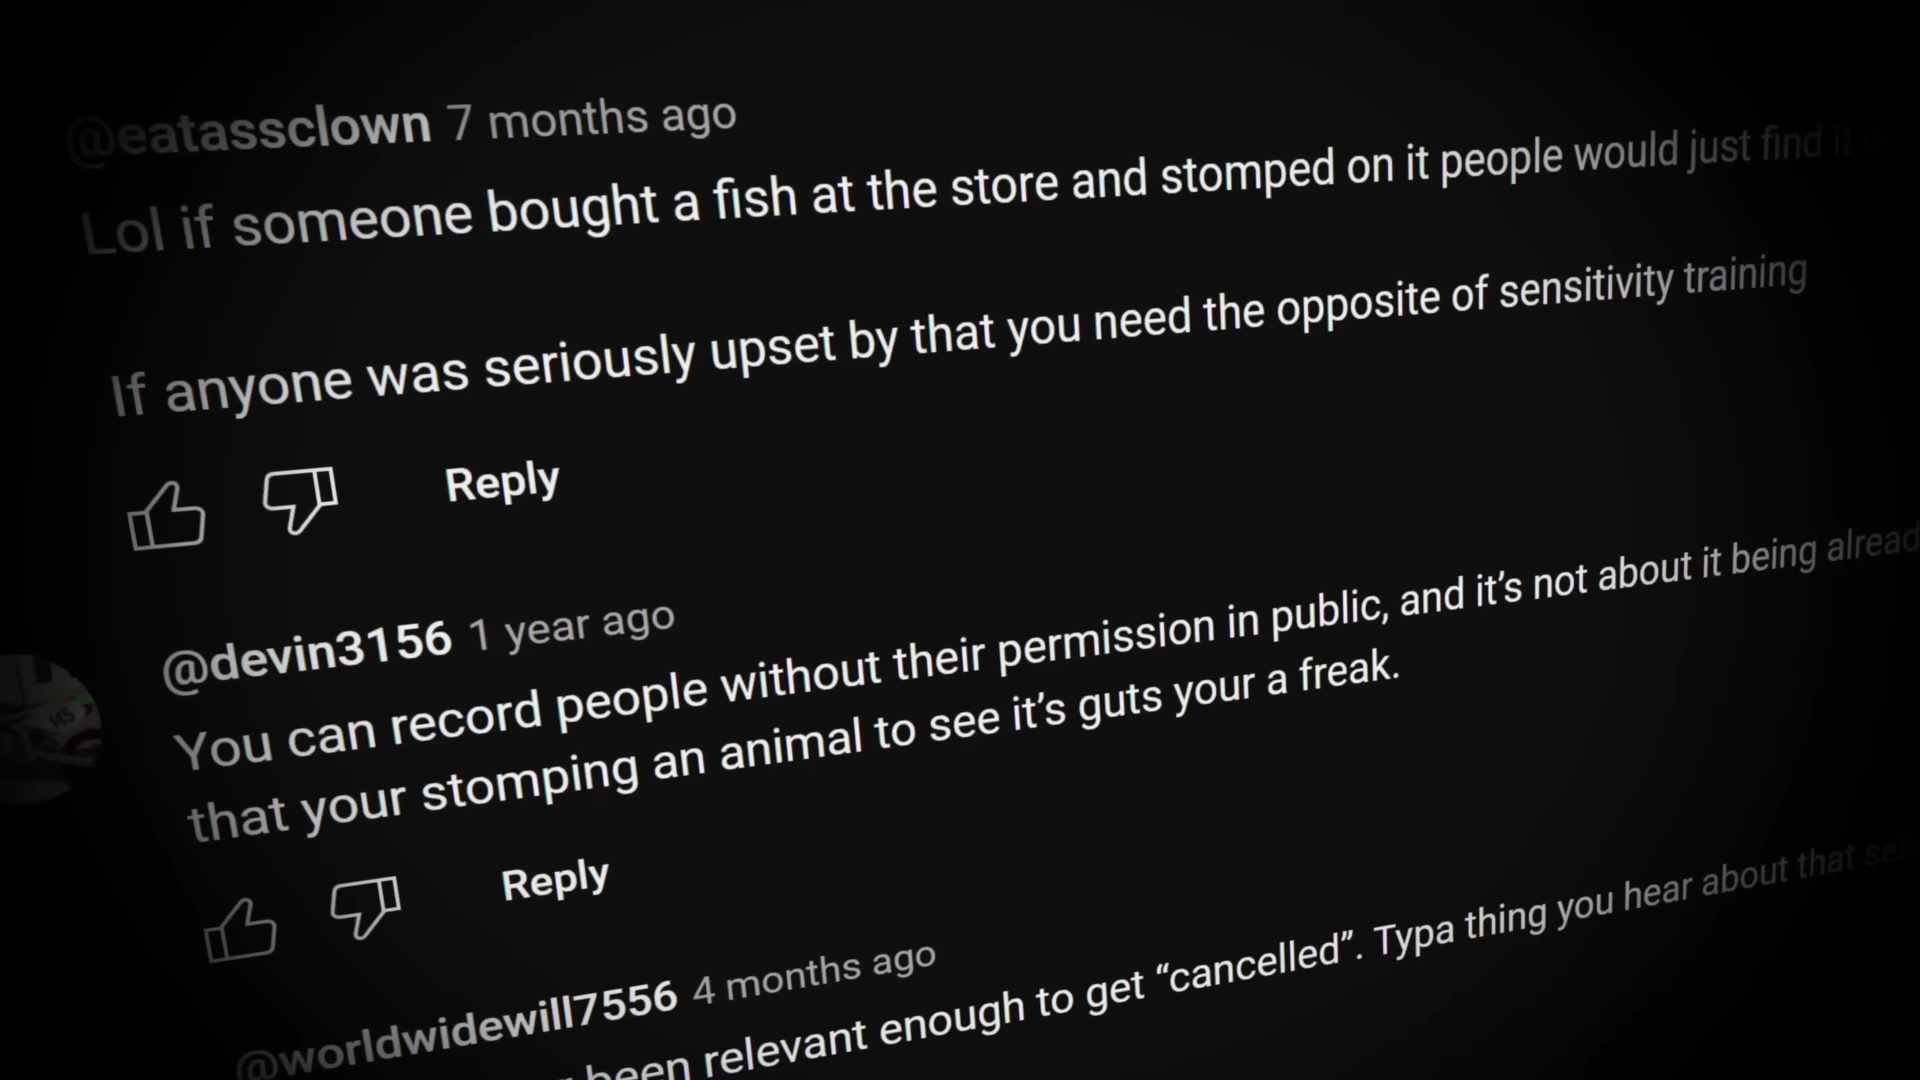 @eatassclown 7 months ago
Lol if someone bought a fish at the store and stomped on it people would just find it
If anyone was seriously upset by that you need the opposite of sensitivity training
Reply
@devin3156 1 year ago
You can record people without their permission in public, and it’s not about it being
that your stomping an animal to see it’s guts your a freak.
Reply
@worldwidewill7556 4 months ago
been relevant enough to get “cancelled”. Typa thing you hear about that